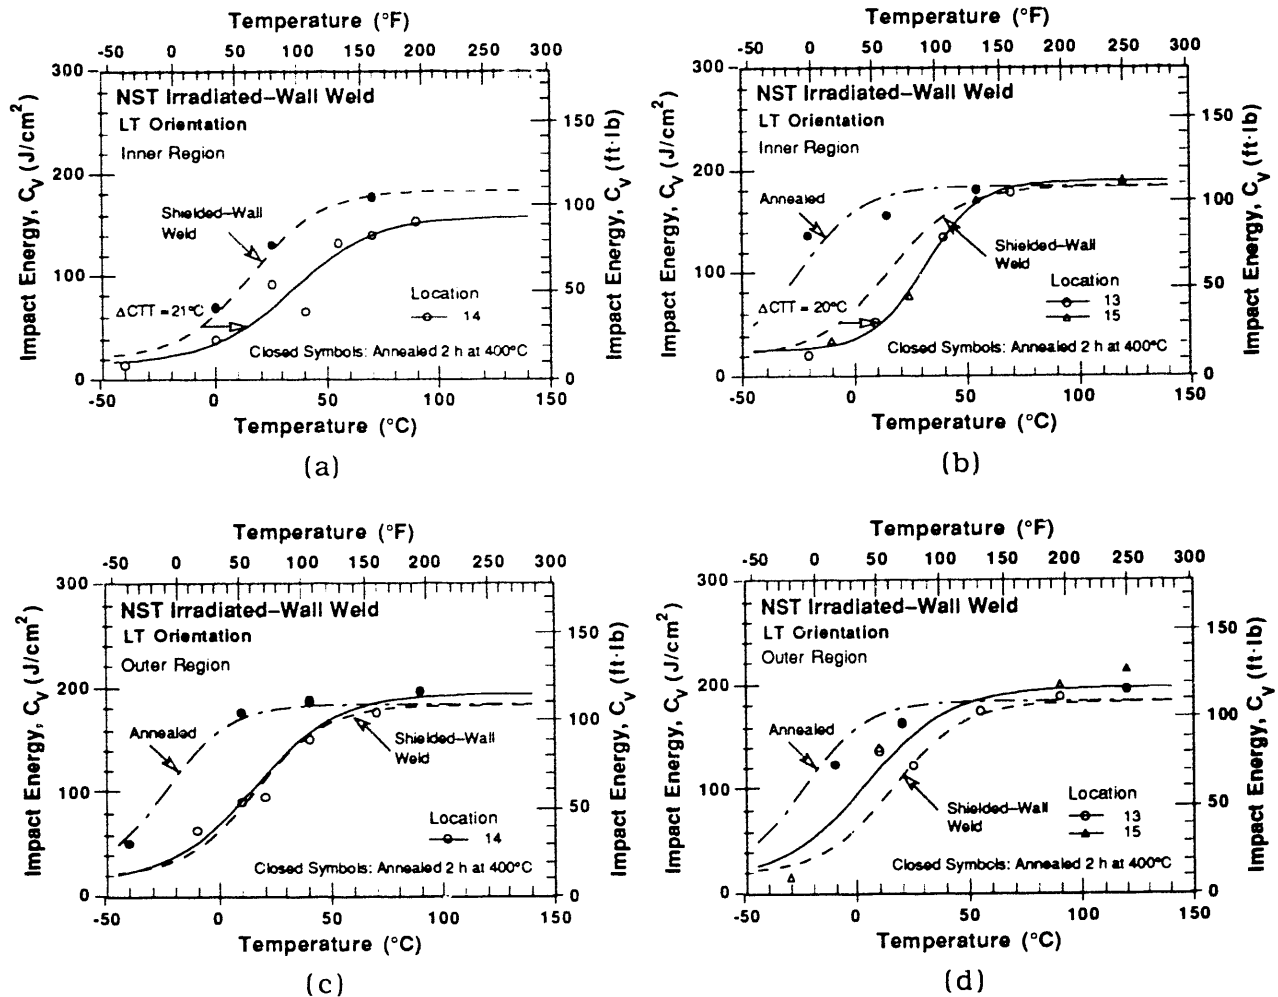 Temperature (°F)
-50 0 50 100 150 200 250 300
300
200
100
0
Impact Energy, CV (J/cm2)
NST Irradiated–Wall Weld
LT Orientation
Inner Region
Shielded–Wall
Weld
ΔCTT = 21°C
Location
14
Closed Symbols: Annealed 2 h at 400°C
150
100
50
0
Impact Energy, CV (ft·lb)
-50 0 50 100 150
Temperature (°C)
(a)
Temperature (°F)
-50 0 50 100 150 200 250 300
300
200
100
0
Impact Energy, CV (J/cm2)
NST Irradiated–Wall Weld
LT Orientation
Inner Region
Annealed
Shielded–Wall
Weld
ΔCTT = 20°C
Location
13
15
Closed Symbols: Annealed 2 h at 400°C
150
100
50
0
Impact Energy, CV (ft·lb)
-50 0 50 100 150
Temperature (°C)
(b)
Temperature (°F)
-50 0 50 100 150 200 250 300
300
200
100
0
Impact Energy, CV (J/cm2)
NST Irradiated–Wall Weld
LT Orientation
Outer Region
Annealed
Shielded–Wall
Weld
Location
14
Closed Symbols: Annealed 2 h at 400°C
150
100
50
0
Impact Energy, CV (ft·lb)
-50 0 50 100 150
Temperature (°C)
(c)
Temperature (°F)
-50 0 50 100 150 200 250 300
300
200
100
0
Impact Energy, CV (J/cm2)
NST Irradiated–Wall Weld
LT Orientation
Outer Region
Annealed
Shielded–Wall
Weld
Location
13
15
Closed Symbols: Annealed 2 h at 400°C
150
100
50
0
Impact Energy, CV (ft·lb)
-50 0 50 100 150
Temperature (°C)
(d)